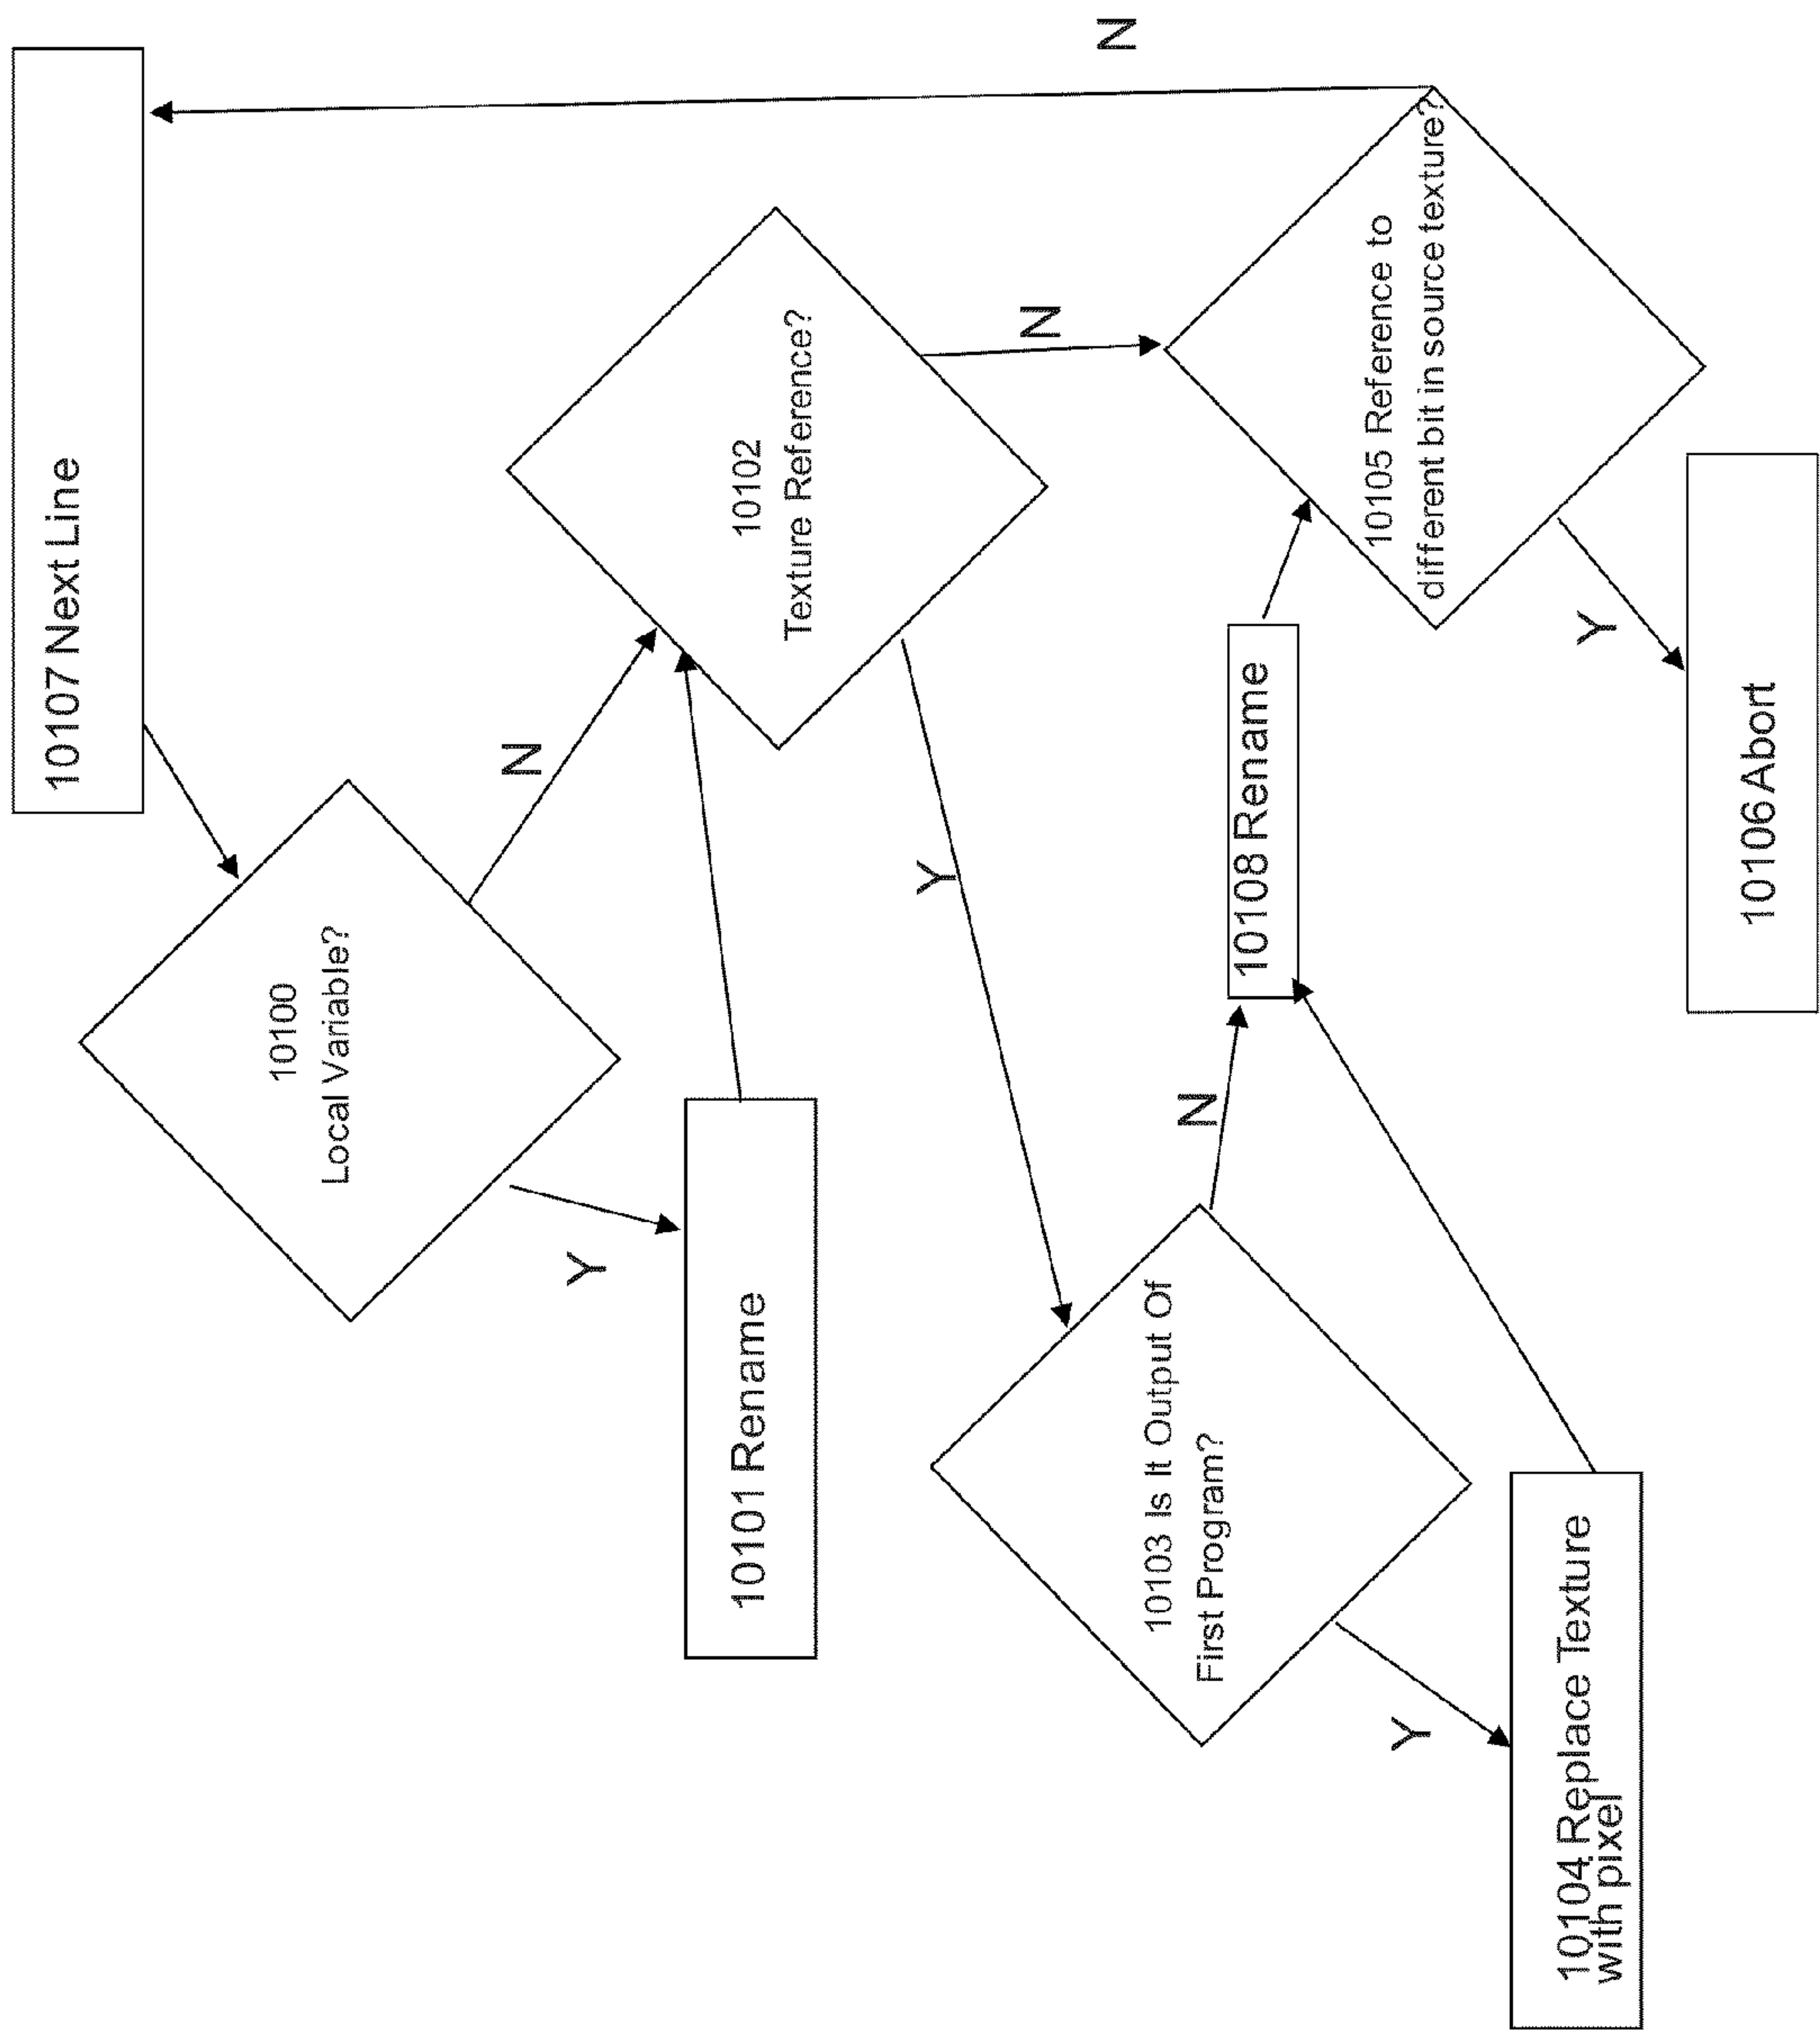 10107 Next Line
10100
Local Variable?
N
Y
10101 Rename
10102
Texture Reference?
Y
N
N
10103 Is It Output Of
First Program?
N
10108 Rename
10105 Reference to
different bit in source texture?
Y
Y
10104 Replace Texture
with pixel
10106 Abort